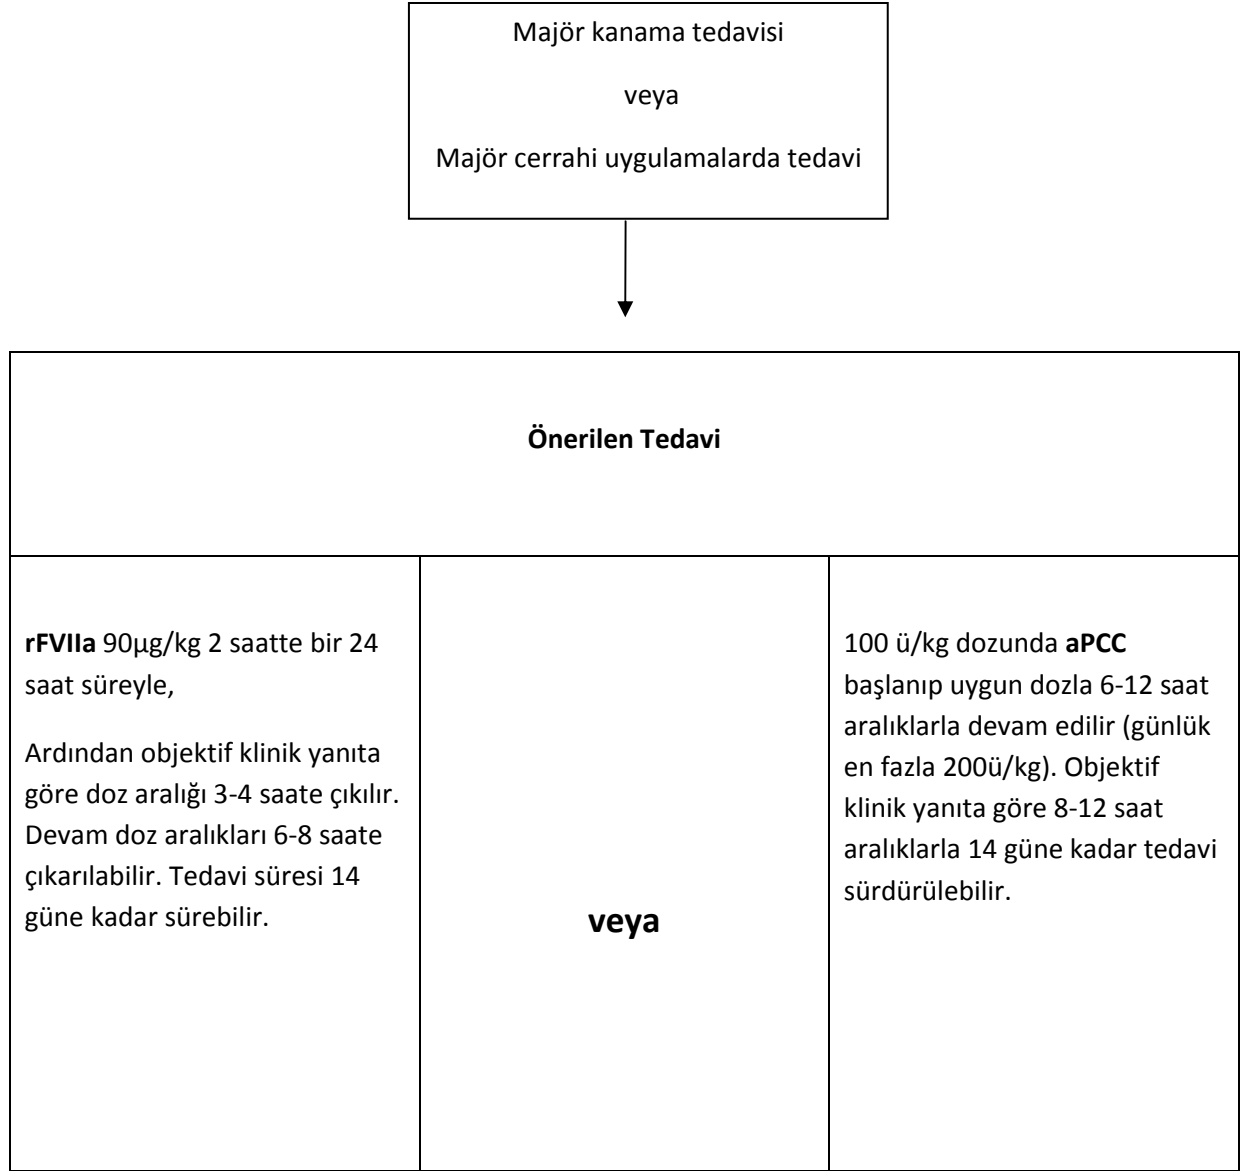 Majör kanama tedavisi
veya
Majör cerrahi uygulamalarda tedavi
Önerilen Tedavi
rFVIIa 90µg/kg 2 saatte bir 24
saat süreyle,
Ardından objektif klinik yanıta
göre doz aralığı 3-4 saate çıkılır.
Devam doz aralıkları 6-8 saate
çıkarılabilir. Tedavi süresi 14
güne kadar sürebilir.
veya
100 ü/kg dozunda aPCC
başlanıp uygun dozla 6-12 saat
aralıklarla devam edilir (günlük
en fazla 200ü/kg). Objektif
klinik yanıta göre 8-12 saat
aralıklarla 14 güne kadar tedavi
sürdürülebilir.